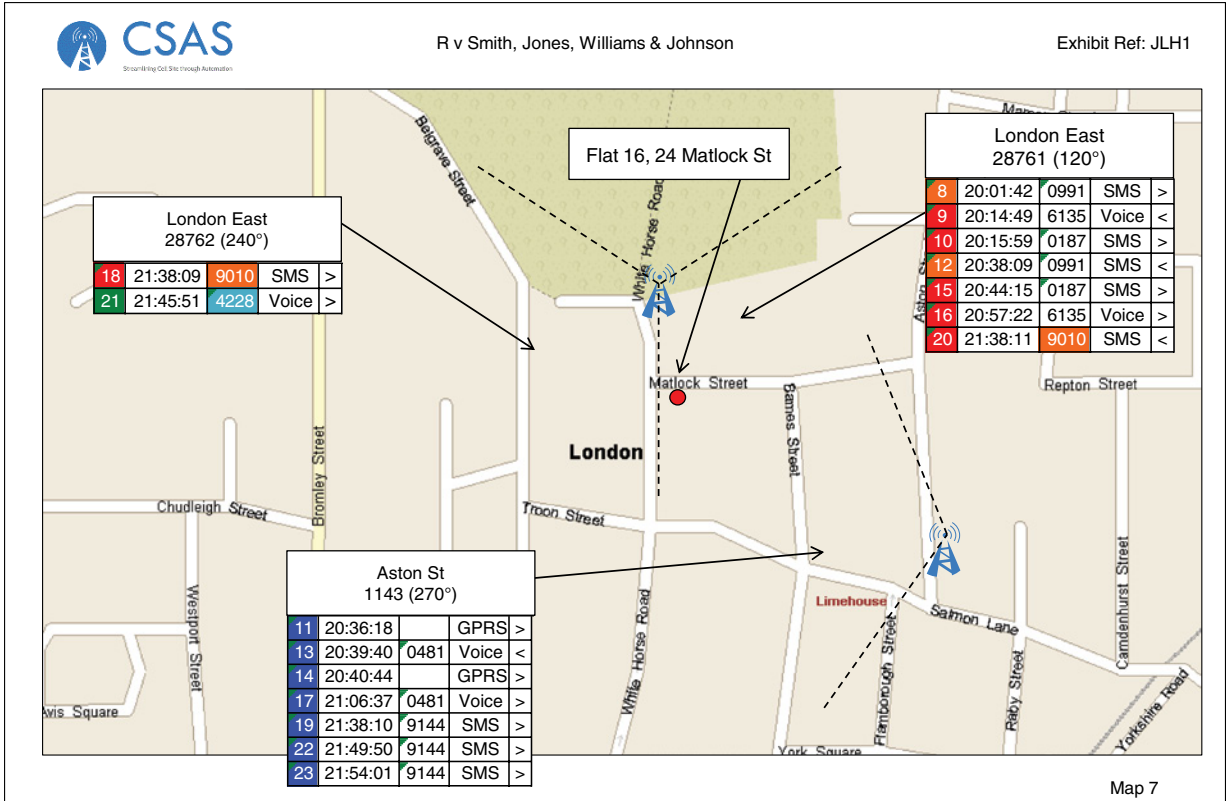 CSAS
Streamlining Cell Site through Automation
R v Smith, Jones, Williams & Johnson
Exhibit Ref: JLH1
Belgrave Street
White Horse Road
Flat 16, 24 Matlock St
London East
28761 (120°)
8 20:01:42 0991 SMS >
9 20:14:49 6135 Voice <
10 20:15:59 0187 SMS >
12 20:38:09 0991 SMS <
15 20:44:15 0187 SMS >
16 20:57:22 6135 Voice >
20 21:38:11 9010 SMS <
London East
28762 (240°)
18 21:38:09 9010 SMS >
21 21:45:51 4228 Voice >
Matlock Street
Repton Street
Barnes Street
London
Bromley Street
Chudleigh Street
Troon Street
Aston St
1143 (270°)
11 20:36:18 GPRS >
13 20:39:40 0481 Voice <
14 20:40:44 GPRS >
17 21:06:37 0481 Voice >
19 21:38:10 9144 SMS >
22 21:49:50 9144 SMS >
23 21:54:01 9144 SMS >
Limehouse
Salmon Lane
Westport Street
White Horse Road
Flamborough Street
Raby Street
Camdenhurst Street
Yorkshire Road
Avis Square
York Square
Map 7